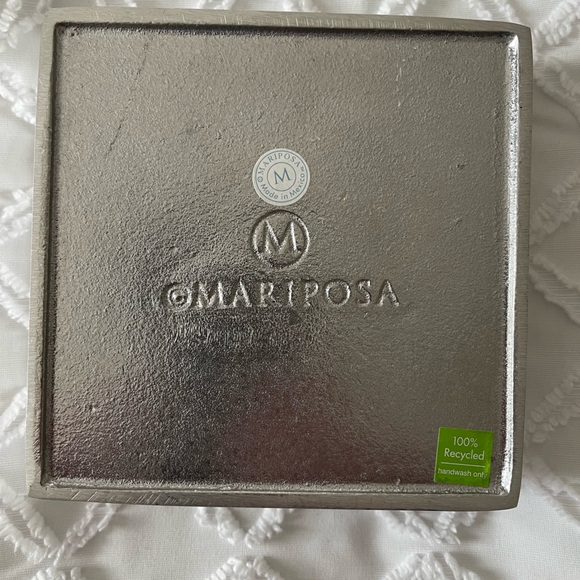 ©MARIPOSA®
M
Made in Mexico
M
©MARIPOSA
100%
Recycled
handwash only